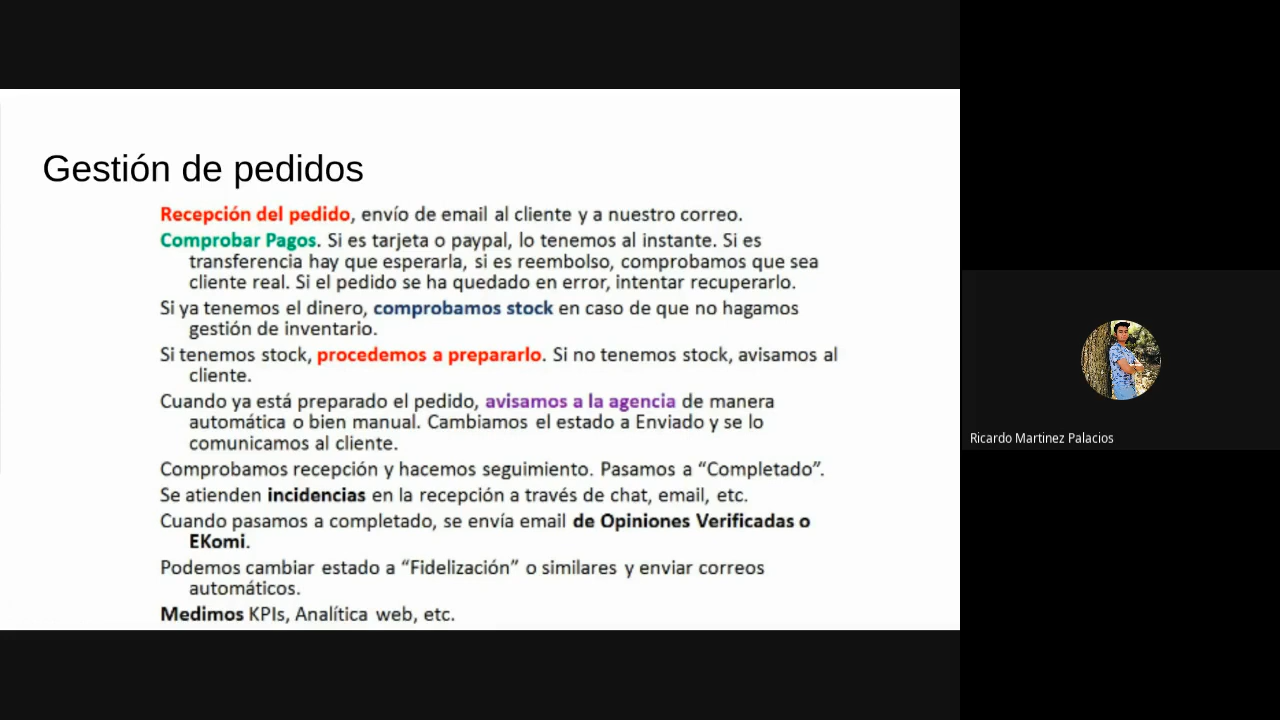 Gestión de pedidos
Recepción del pedido, envío de email al cliente y a nuestro correo.
Comprobar Pagos. Si es tarjeta o paypal, lo tenemos al instante. Si es
transferencia hay que esperarla, si es reembolso, comprobamos que sea
cliente real. Si el pedido se ha quedado en error, intentar recuperarlo.
Si ya tenemos el dinero, comprobamos stock en caso de que no hagamos
gestión de inventario.
Si tenemos stock, procedemos a prepararlo. Si no tenemos stock, avisamos al
cliente.
Cuando ya está preparado el pedido, avisamos a la agencia de manera
automática o bien manual. Cambiamos el estado a Enviado y se lo
comunicamos al cliente.
Comprobamos recepción y hacemos seguimiento. Pasamos a “Completado”.
Se atienden incidencias en la recepción a través de chat, email, etc.
Cuando pasamos a completado, se envía email de Opiniones Verificadas o
EKomi.
Podemos cambiar estado a “Fidelización” o similares y enviar correos
automáticos.
Medimos KPIs, Analítica web, etc.
Ricardo Martinez Palacios